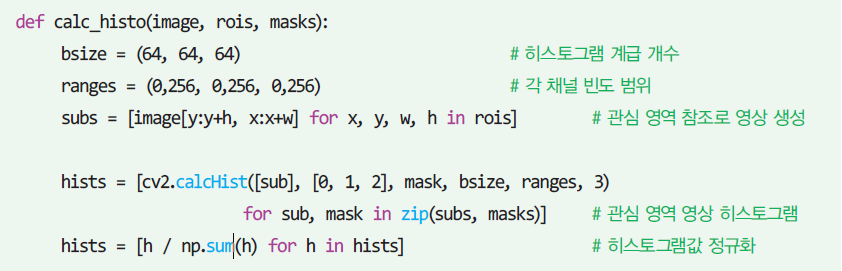 def calc_histo(image, rois, masks):
bsize = (64, 64, 64) # 히스토그램 계급 개수
ranges = (0,256, 0,256, 0,256) # 각 채널 빈도 범위
subs = [image[y:y+h, x:x+w] for x, y, w, h in rois] # 관심 영역 참조로 영상 생성
hists = [cv2.calcHist([sub], [0, 1, 2], mask, bsize, ranges, 3)
for sub, mask in zip(subs, masks)] # 관심 영역 영상 히스토그램
hists = [h / np.sum(h) for h in hists] # 히스토그램값 정규화